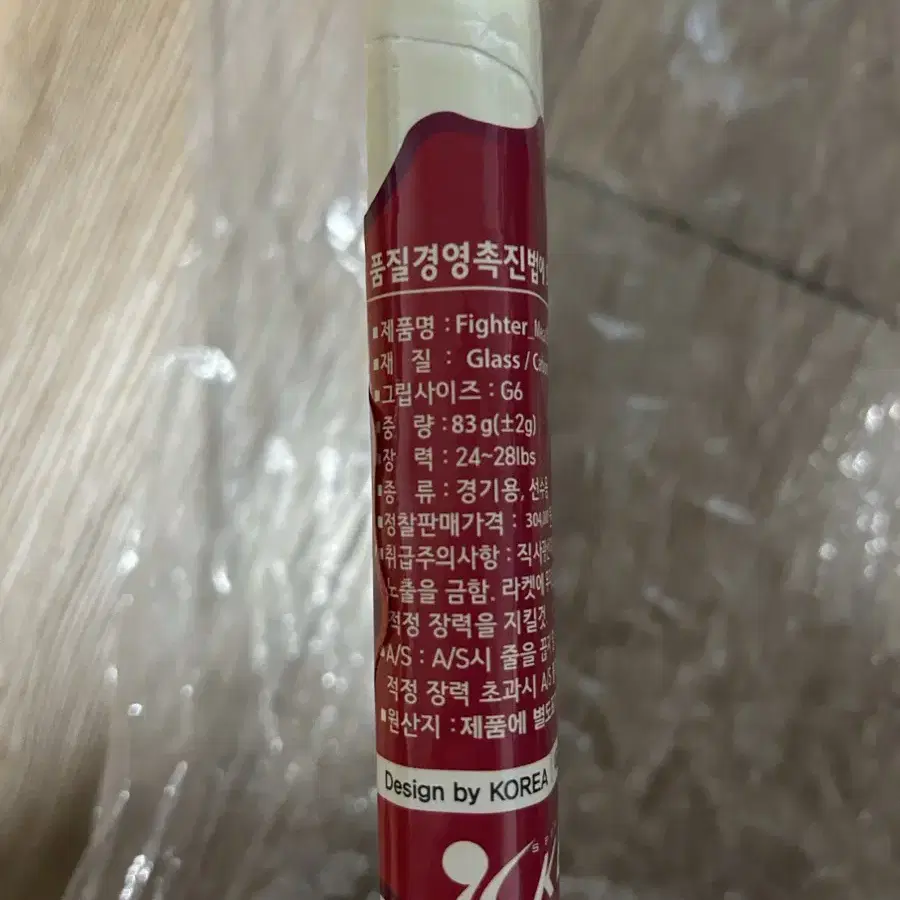 품질경영촉진법에
■제품명 : Fighter_
■재 질 : Glass /
■그립사이즈 : G6
■중 량 : 83g(±2g)
■장 력 : 24~28lbs
■종 류 : 경기용, 선수용
■정찰판매가격 :
■취급주의사항 :
노출을 금함. 라켓에
적정 장력을 지킬것.
■A/S : A/S시 줄을
적정 장력 초과시 A/S
■원산지 : 제품에 별도
Design by KOREA